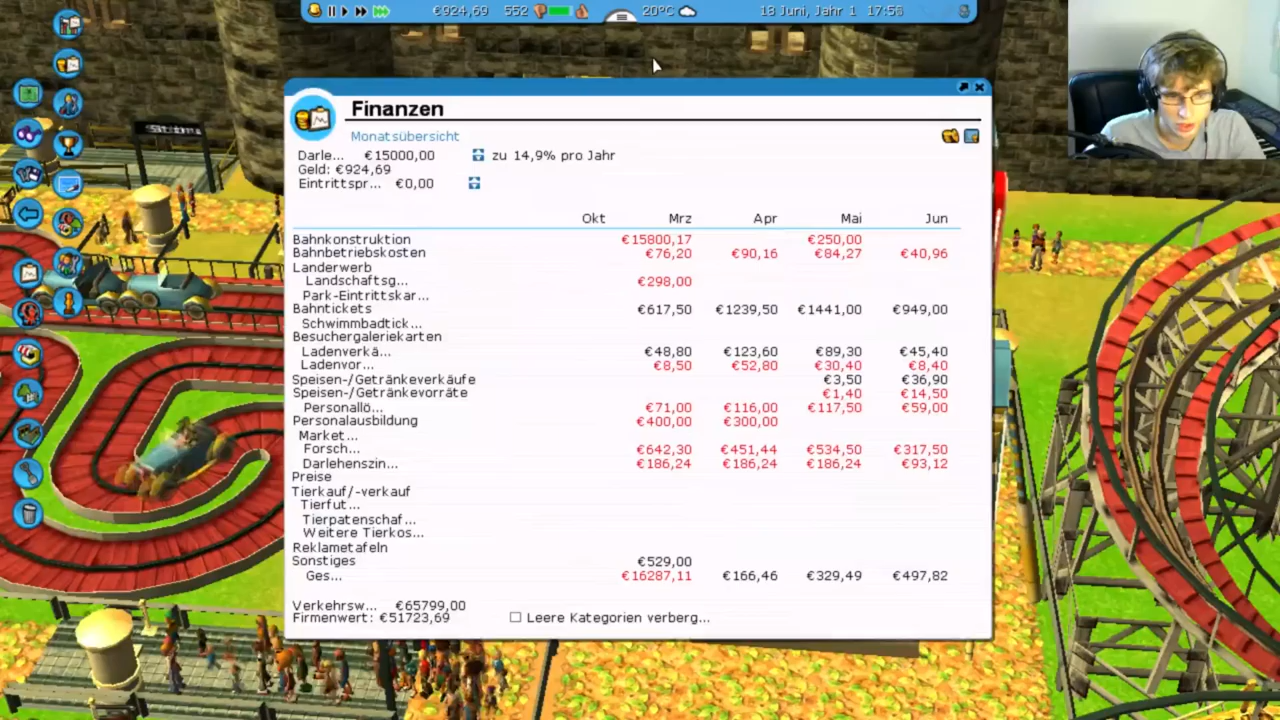 €924,69 552 20°C 18 Juni, Jahr 1 17:58
Finanzen
Monatsübersicht
Darle... €15000,00 zu 14,9% pro Jahr
Geld: €924,69
Eintrittspr... €0,00
Okt Mrz Apr Mai Jun
Bahnkonstruktion €15800,17 €250,00
Bahnbetriebskosten €76,20 €90,16 €84,27 €40,96
Landerwerb
Landschaftsg... €298,00
Park-Eintrittskar...
Bahntickets €617,50 €1239,50 €1441,00 €949,00
Schwimmbadtick...
Besuchergaleriekarten
Ladenverkä... €48,80 €123,60 €89,30 €45,40
Ladenvor... €8,50 €52,80 €30,40 €8,40
Speisen-/Getränkeverkäufe €3,50 €36,90
Speisen-/Getränkevorräte €1,40 €14,50
Personallö... €71,00 €116,00 €117,50 €59,00
Personalausbildung €400,00 €300,00
Market...
Forsch... €642,30 €451,44 €534,50 €317,50
Darlehenszin... €186,24 €186,24 €186,24 €93,12
Preise
Tierkauf/-verkauf
Tierfut...
Tierpatenschaf...
Weitere Tierkos...
Reklametafeln
Sonstiges €529,00
Ges... €16287,11 €166,46 €329,49 €497,82
Verkehrsw... €65799,00
Firmenwert: €51723,69
Leere Kategorien verberg...